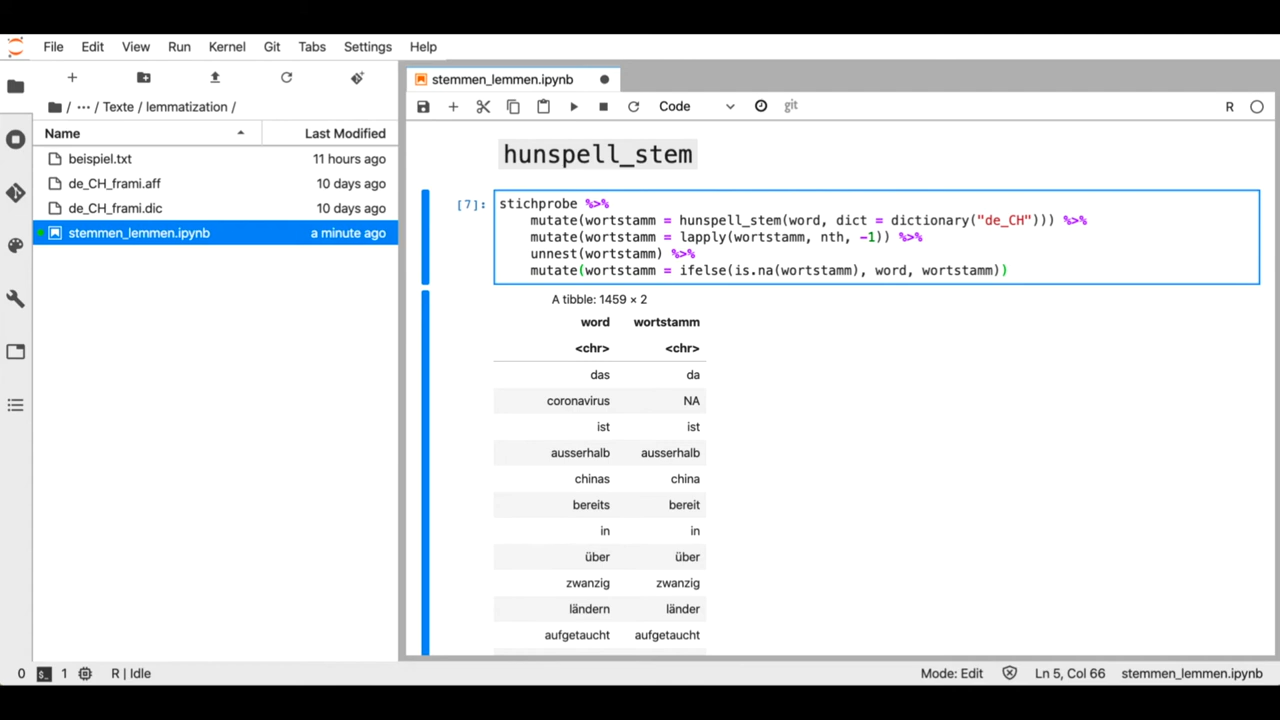 File Edit View Run Kernel Git Tabs Settings Help
/ ··· / Texte / lemmatization /
Name Last Modified
beispiel.txt 11 hours ago
de_CH_frami.aff 10 days ago
de_CH_frami.dic 10 days ago
stemmen_lemmen.ipynb a minute ago
stemmen_lemmen.ipynb
Code git R
hunspell_stem
[7]: stichprobe %>%
mutate(wortstamm = hunspell_stem(word, dict = dictionary("de_CH"))) %>%
mutate(wortstamm = lapply(wortstamm, nth, -1)) %>%
unnest(wortstamm) %>%
mutate(wortstamm = ifelse(is.na(wortstamm), word, wortstamm))
A tibble: 1459 × 2
word wortstamm
<chr> <chr>
das da
coronavirus NA
ist ist
ausserhalb ausserhalb
chinas china
bereits bereit
in in
über über
zwanzig zwanzig
ländern länder
aufgetaucht aufgetaucht
0 1 R | Idle Mode: Edit Ln 5, Col 66 stemmen_lemmen.ipynb